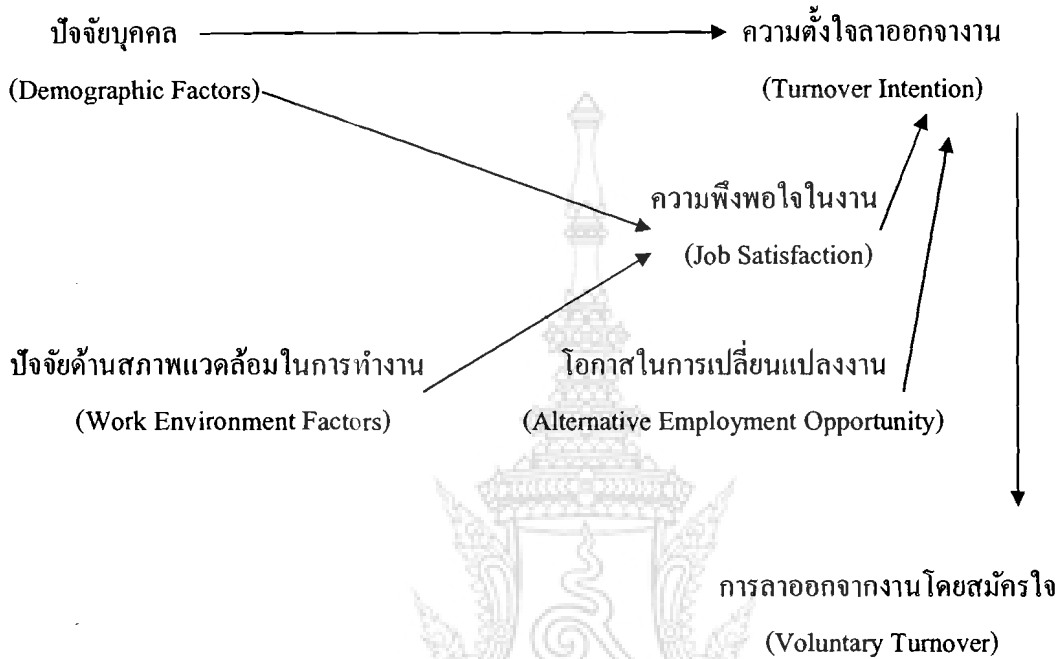 ปัจจัยบุคคล
ความตั้งใจลาออกจางาน
(Demographic Factors)
(Turnover Intention)
ความพึงพอใจในงาน
(Job Satisfaction)
ปัจจัยด้านสภาพแวดล้อมในการทำงาน
โอกาสในการเปลี่ยนแปลงงาน
(Work Environment Factors)
(Alternative Employment Opportunity)
การลาออกจากงานโดยสมัครใจ
(Voluntary Turnover)